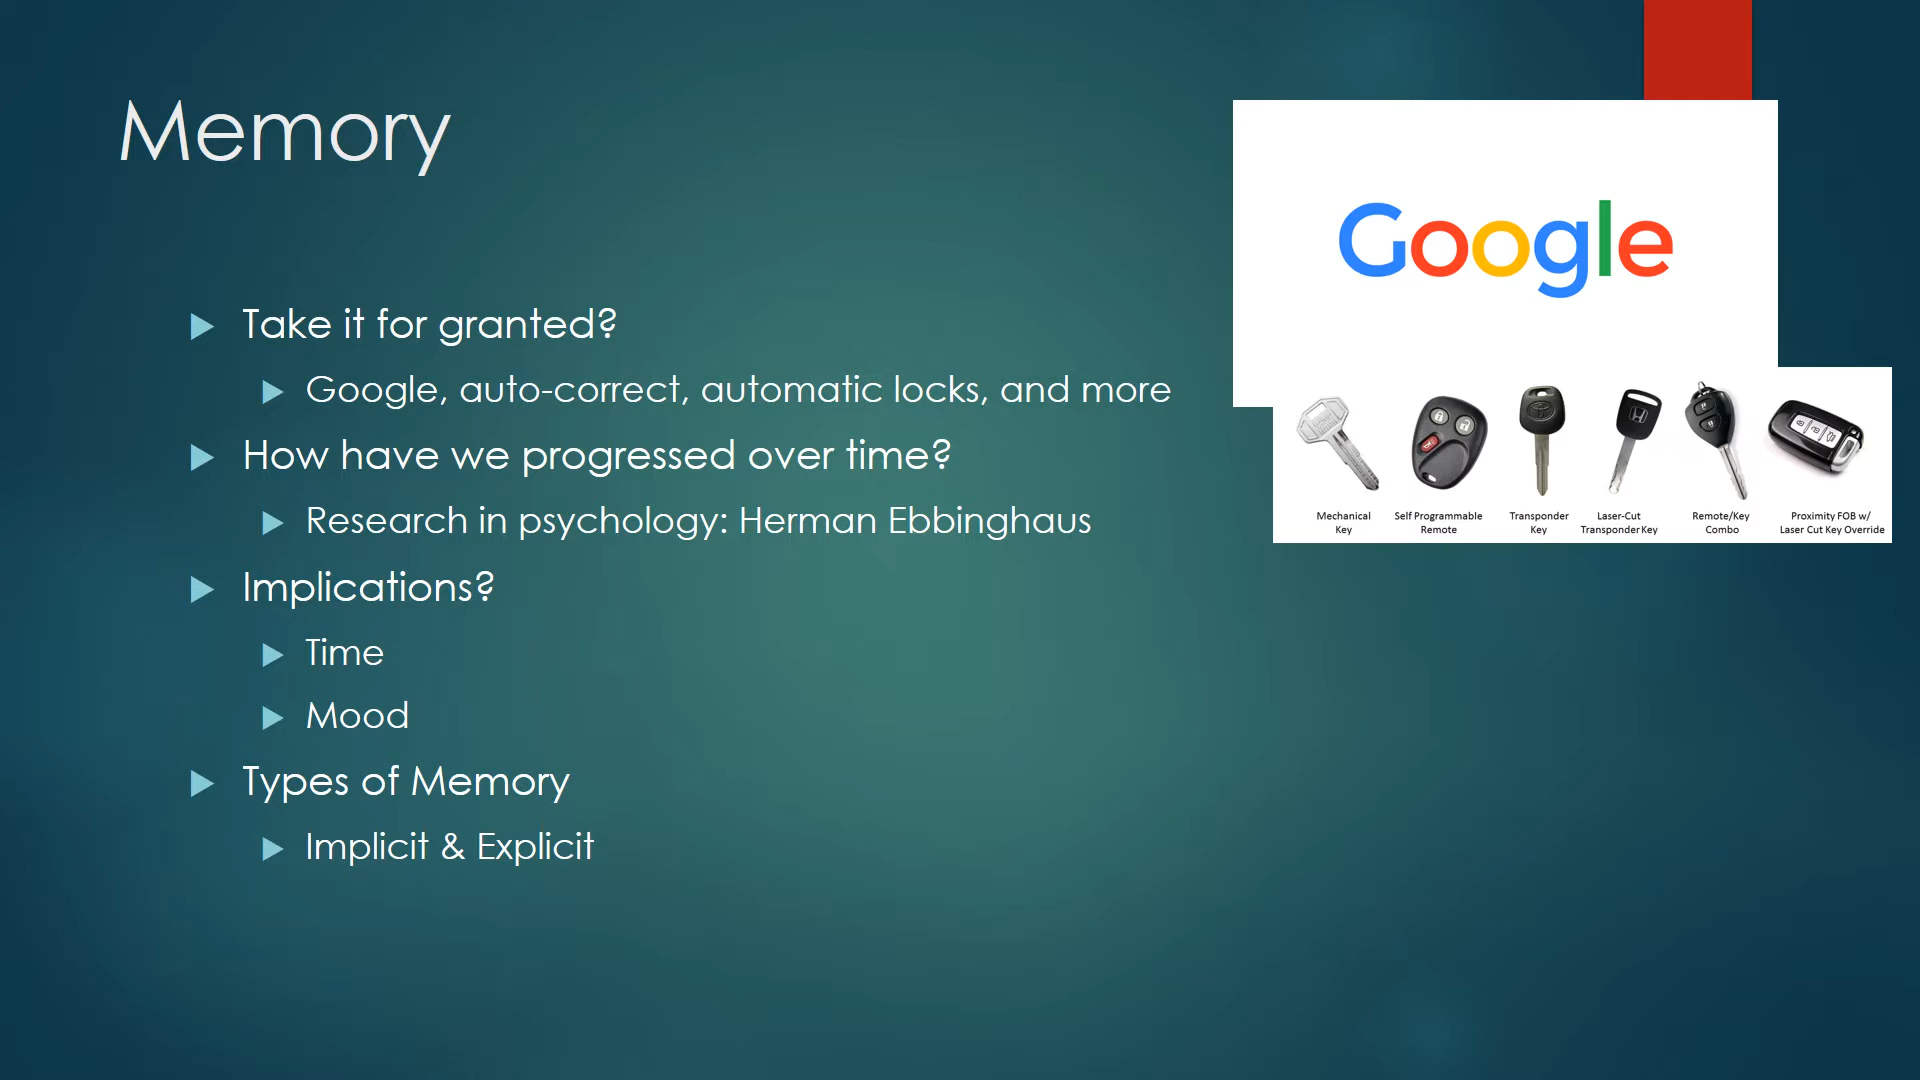 Memory
Google
Take it for granted?
Google, auto-correct, automatic locks, and more
How have we progressed over time?
Research in psychology: Herman Ebbinghaus
Implications?
Time
Mood
Types of Memory
Implicit & Explicit
Mechanical
Key
Self Programmable
Remote
Transponder
Key
Laser-Cut
Transponder Key
Remote/Key
Combo
Proximity FOB w/
Laser Cut Key Override